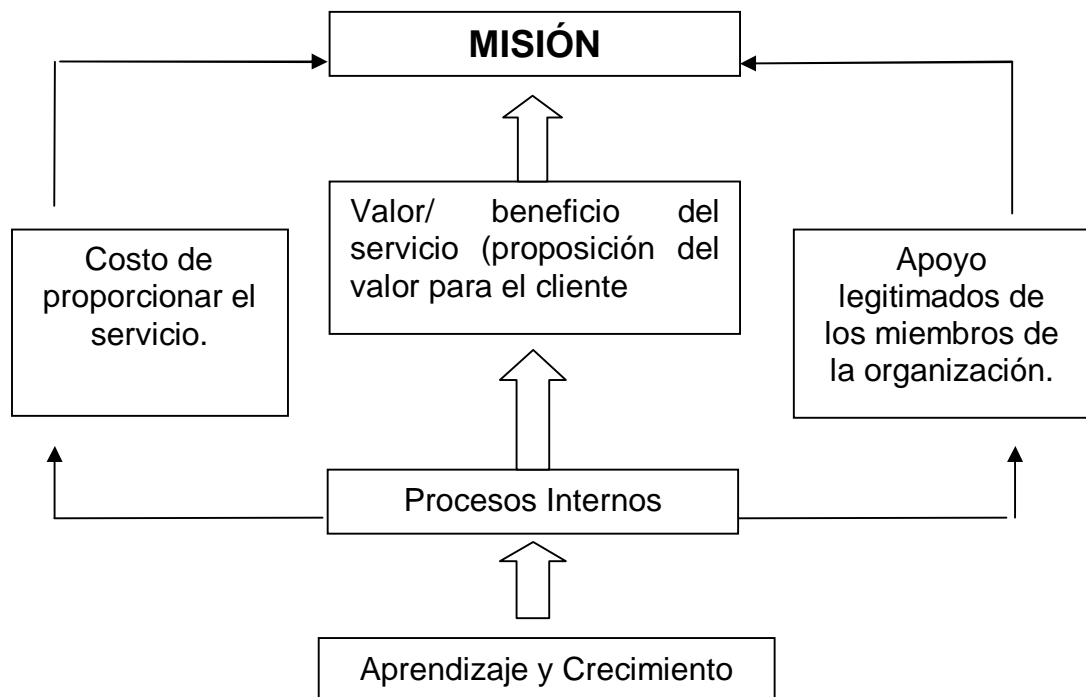 MISIÓN
Valor/ beneficio del
servicio (proposición del
valor para el cliente
Costo de
proporcionar el
servicio.
Apoyo
legitimados de
los miembros de
la organización.
Procesos Internos
Aprendizaje y Crecimiento